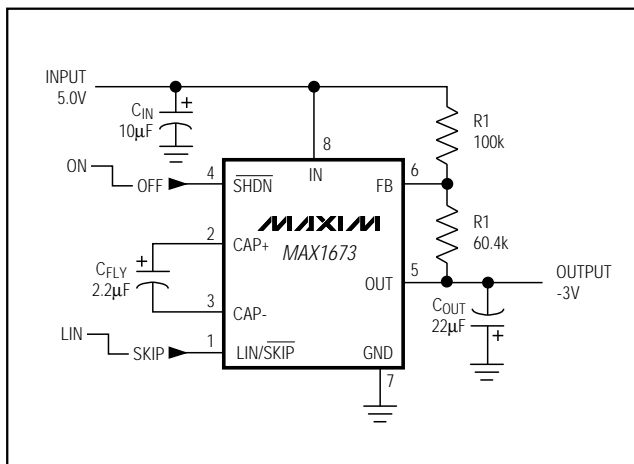 INPUT
5.0V
CIN
10µF
+
R1
100k
8
IN
6
FB
ON
OFF
4
SHDN
MAXIM
MAX1673
2
CAP+
+
CFLY
2.2µF
3
CAP-
R1
60.4k
5
OUT
OUTPUT
-3V
COUT
22µF
+
LIN
SKIP
1
LIN/SKIP
GND
7